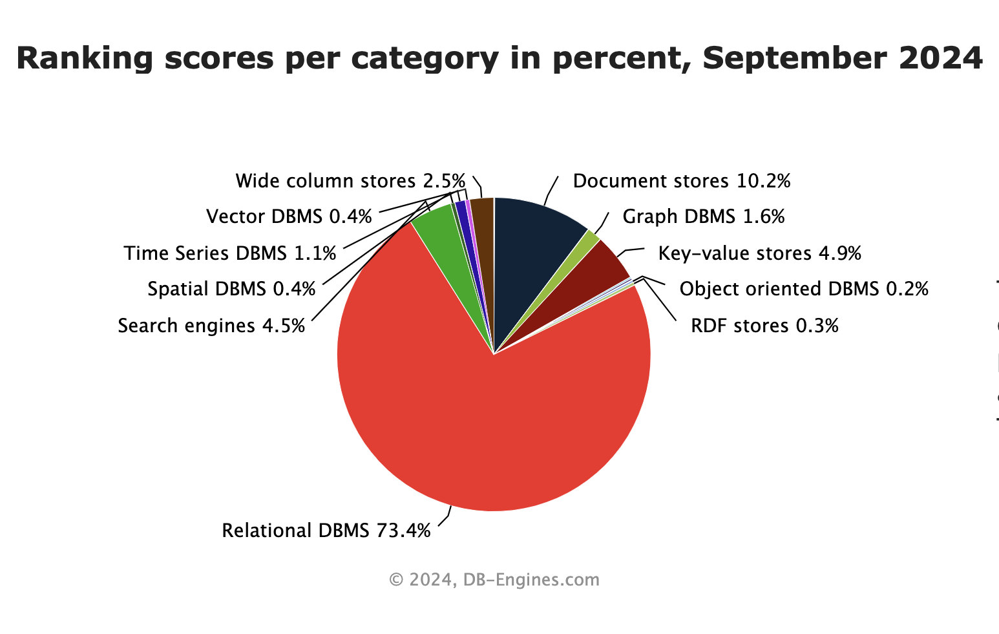 Ranking scores per category in percent, September 2024
Wide column stores 2.5%
Document stores 10.2%
Vector DBMS 0.4%
Graph DBMS 1.6%
Time Series DBMS 1.1%
Key-value stores 4.9%
Spatial DBMS 0.4%
Object oriented DBMS 0.2%
Search engines 4.5%
RDF stores 0.3%
Relational DBMS 73.4%
© 2024, DB-Engines.com